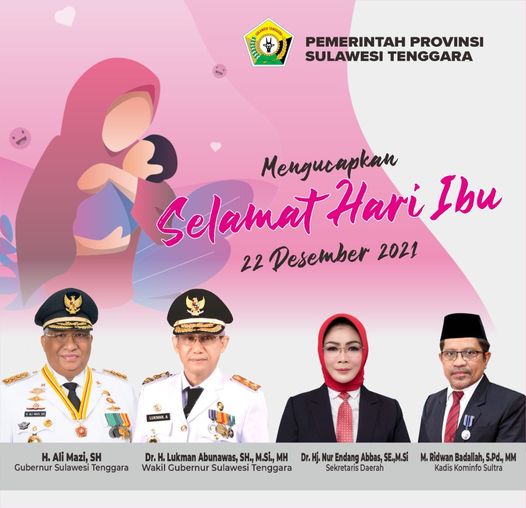 PEMERINTAH PROVINSI
SULAWESI TENGGARA
Mengucapkan
Selamat Hari Ibu
22 Desember 2021
H. Ali Mazi, SH
Gubernur Sulawesi Tenggara
Dr. H. Lukman Abunawas, SH., M.Si., MH
Wakil Gubernur Sulawesi Tenggara
Dr. Hj. Nur Endang Abbas, SE.,M.Si
Sekretaris Daerah
M. Ridwan Badallah, S.Pd., MM
Kadis Kominfo Sultra